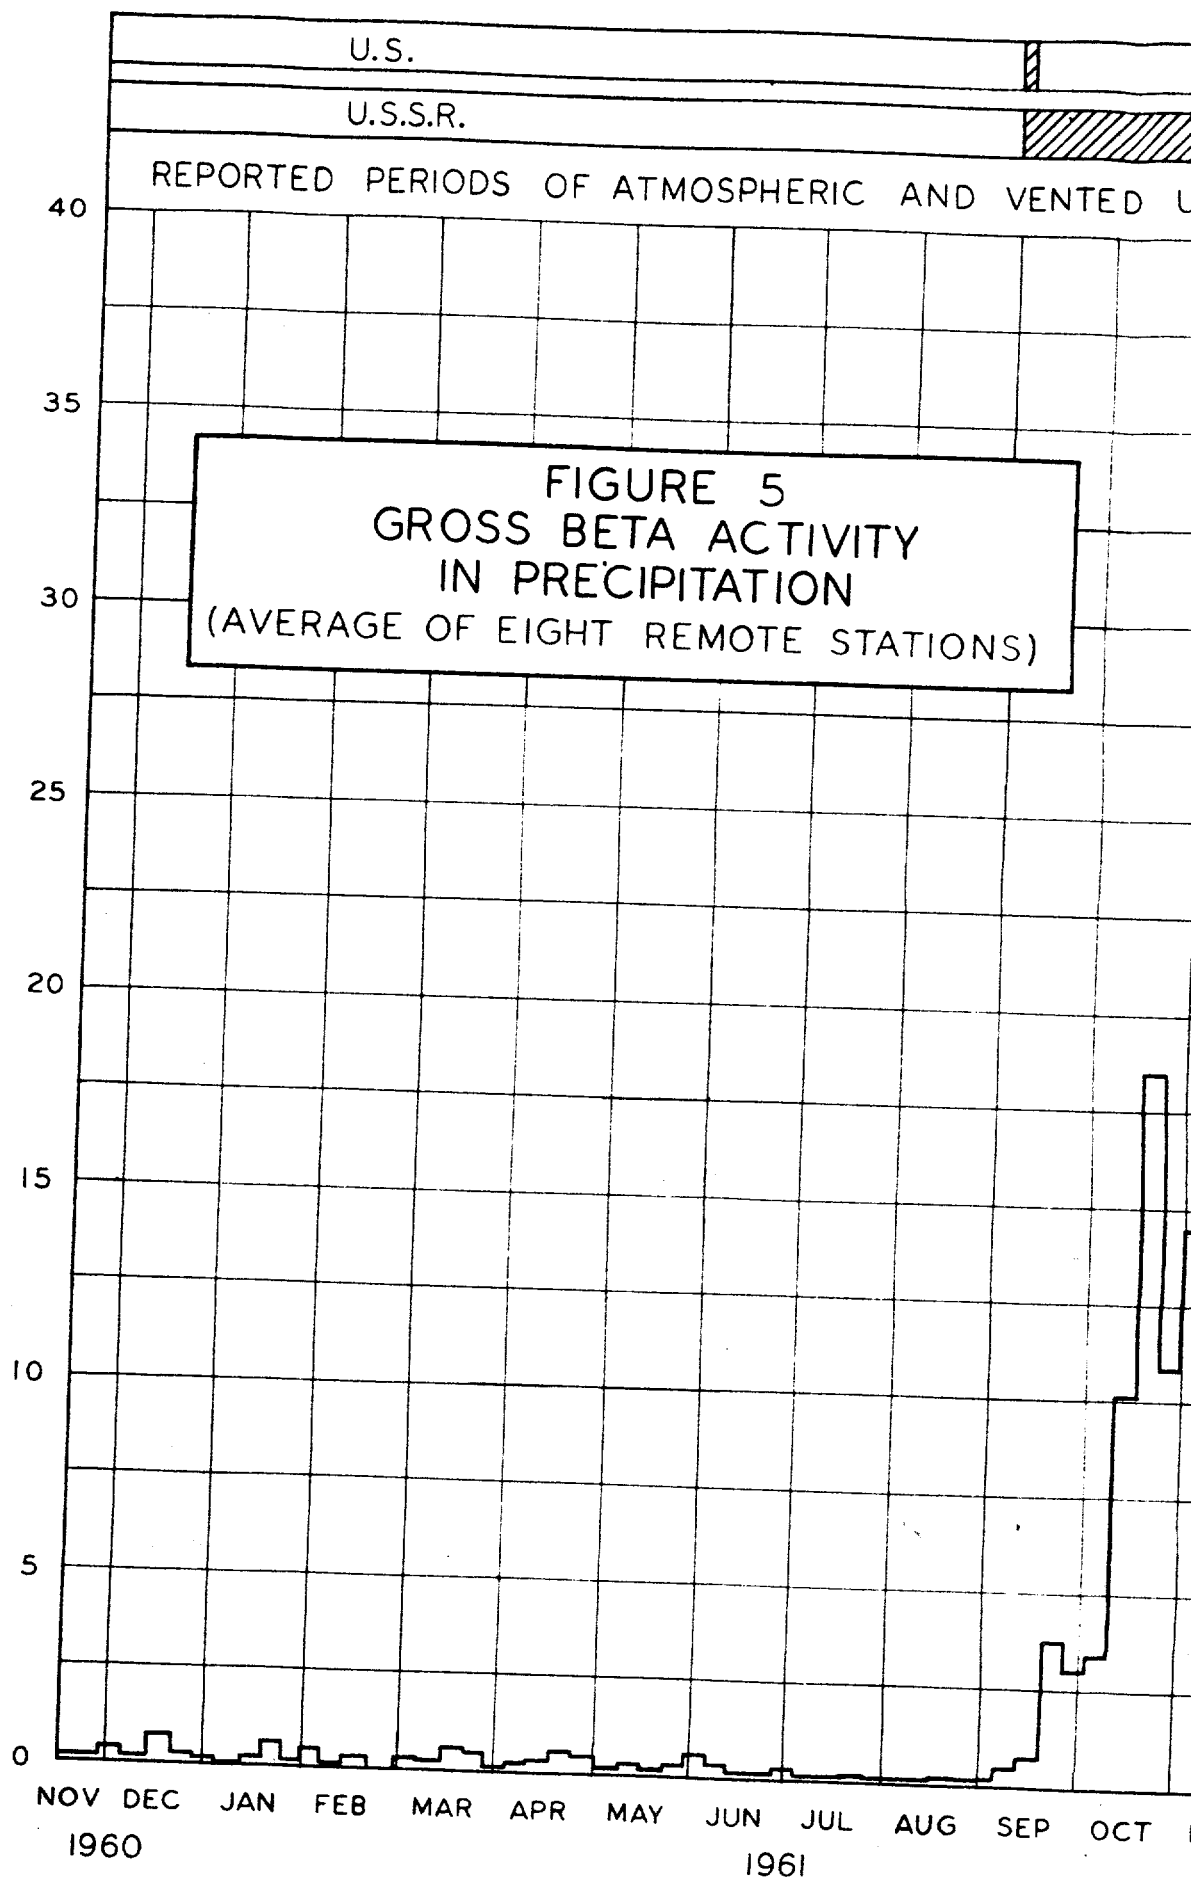 U.S.
U.S.S.R.
REPORTED PERIODS OF ATMOSPHERIC AND VENTED U
40
35
FIGURE 5
GROSS BETA ACTIVITY
IN PRECIPITATION
(AVERAGE OF EIGHT REMOTE STATIONS)
30
25
20
15
10
5
0
NOV DEC JAN FEB MAR APR MAY JUN JUL AUG SEP OCT
1960
1961